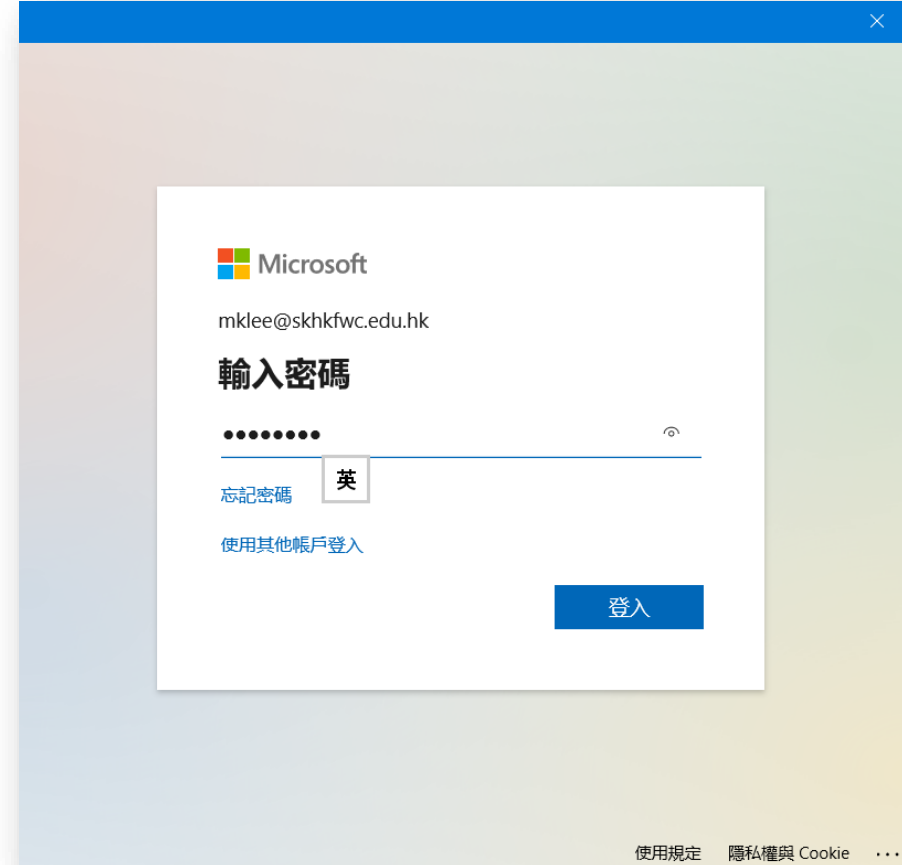 Microsoft
mklee@skhkfwc.edu.hk
輸入密碼
••••••••
英
忘記密碼
使用其他帳戶登入
登入
使用規定 隱私權與 Cookie ···